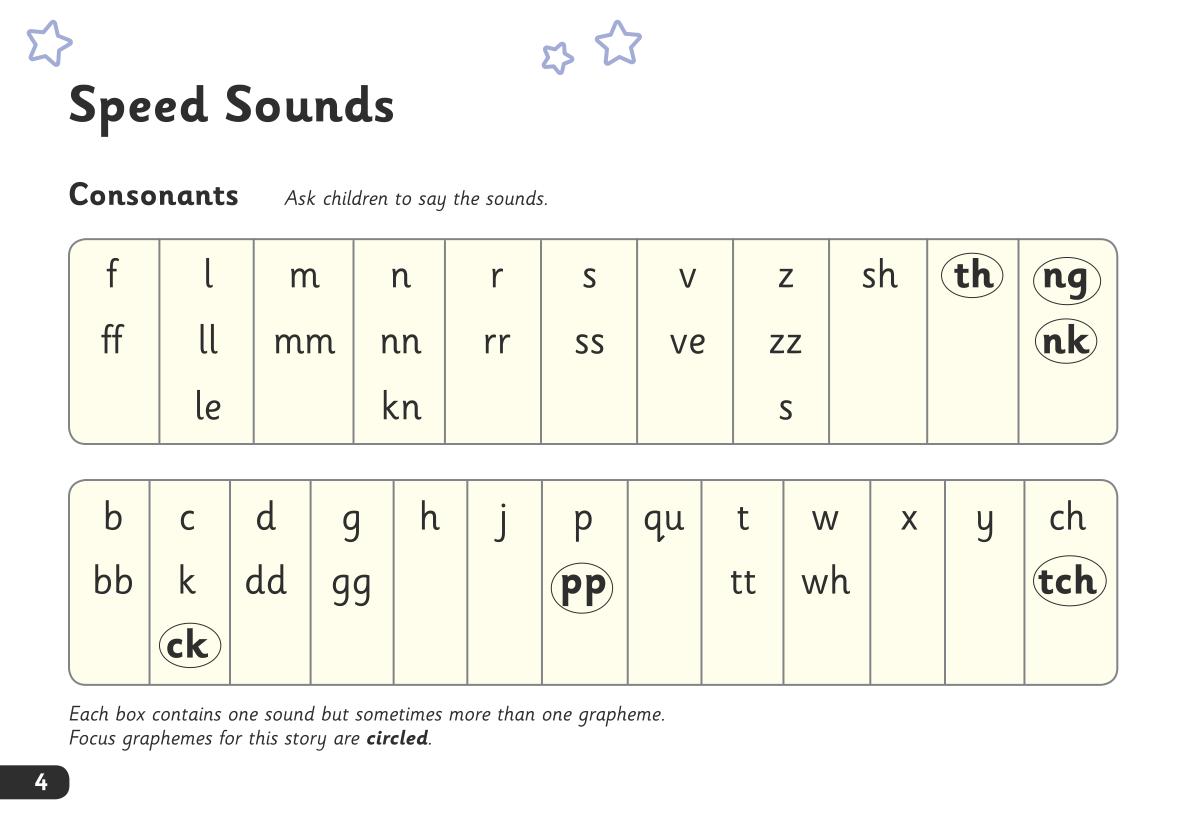 Speed Sounds
Consonants Ask children to say the sounds.
f l m n r s v z sh th ng
ff ll mm nn rr ss ve zz nk
le kn s
b c d g h j p qu t w x y ch
bb k dd gg pp tt wh tch
ck
Each box contains one sound but sometimes more than one grapheme.
Focus graphemes for this story are circled.
4